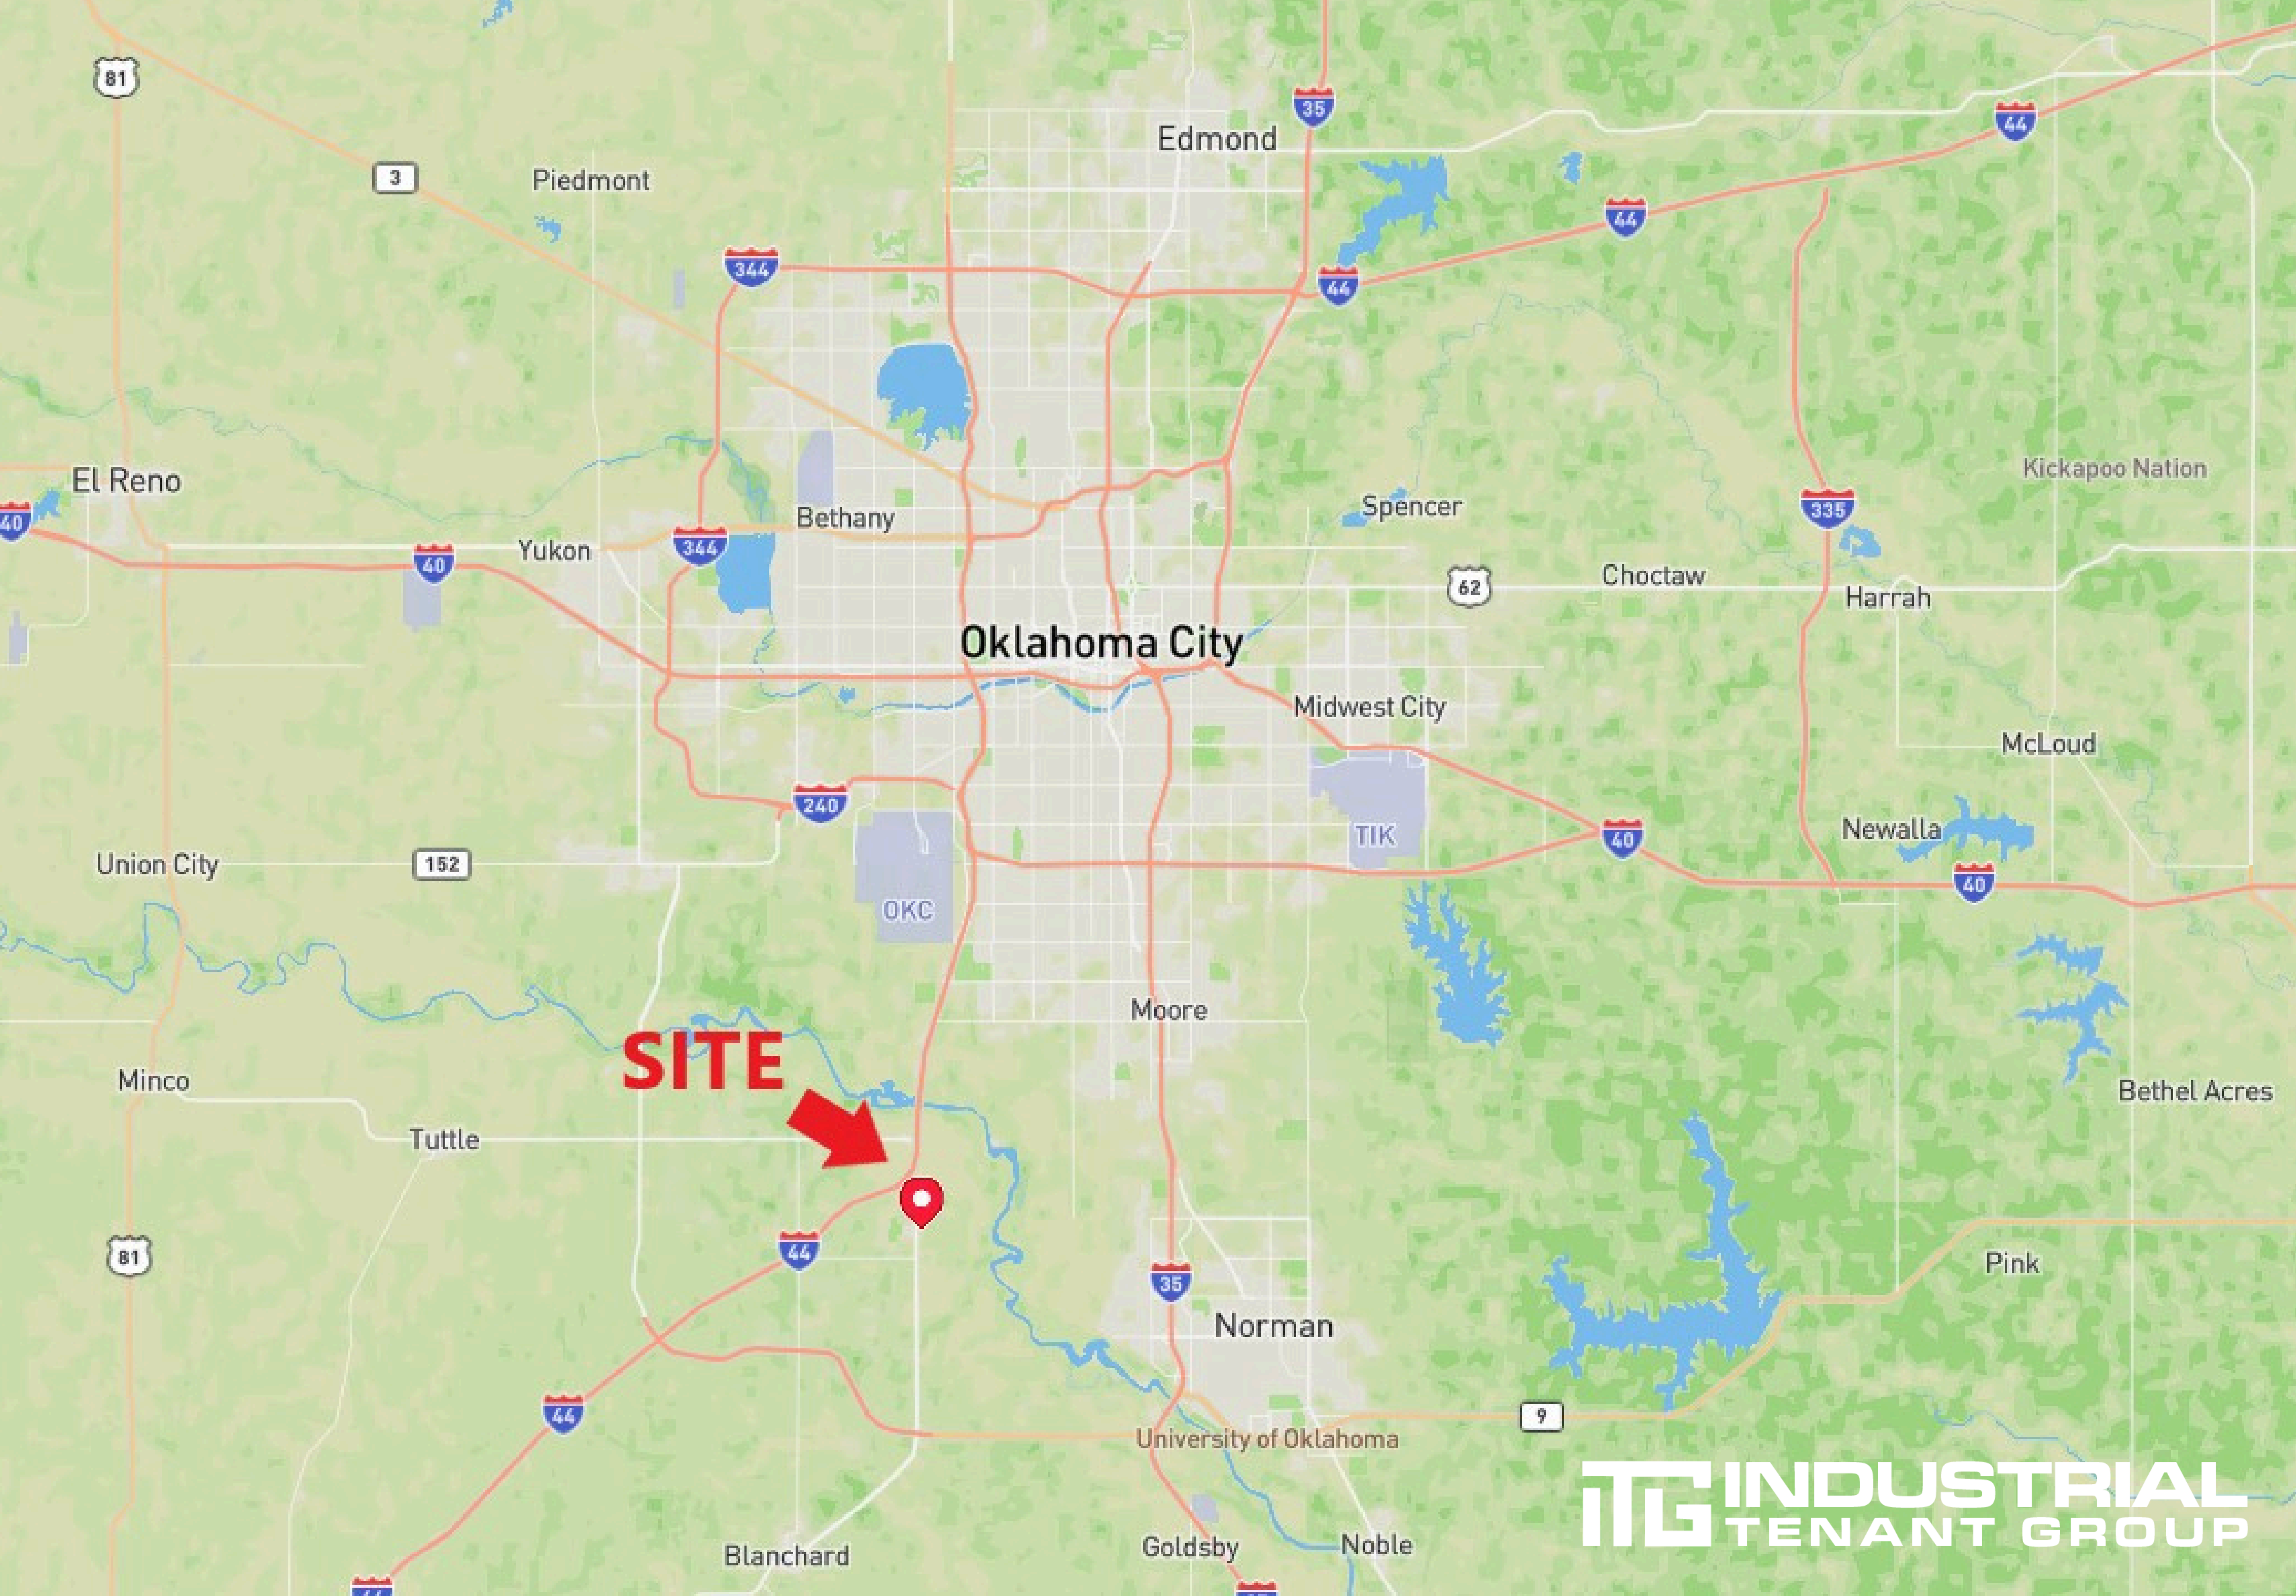 81
35
Edmond
44
3
Piedmont
44
344
44
El Reno
Kickapoo Nation
40
Bethany
Spencer
335
344
Yukon
40
62
Choctaw
Harrah
Oklahoma City
Midwest City
McLoud
240
TIK
40
Newalla
Union City
152
40
OKC
Moore
SITE
Minco
Bethel Acres
Tuttle
81
44
35
Pink
Norman
44
9
University of Oklahoma
Blanchard
Goldsby
Noble
ITG INDUSTRIAL
TENANT GROUP